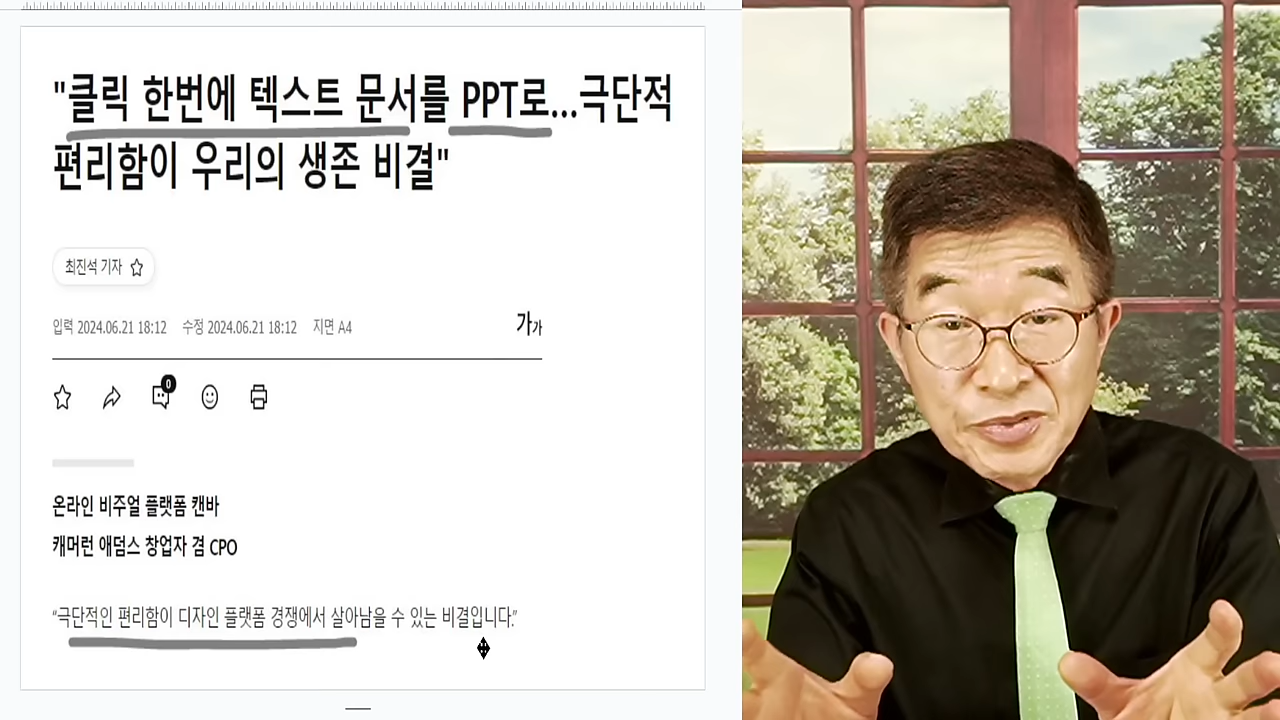 "클릭 한번에 텍스트 문서를 PPT로...극단적
편리함이 우리의 생존 비결"
최진석 기자
입력 2024.06.21 18:12 수정 2024.06.21 18:12 지면 A4
가가
0
온라인 비주얼 플랫폼 캔바
캐머런 애덤스 창업자 겸 CPO
“극단적인 편리함이 디자인 플랫폼 경쟁에서 살아남을 수 있는 비결입니다.”